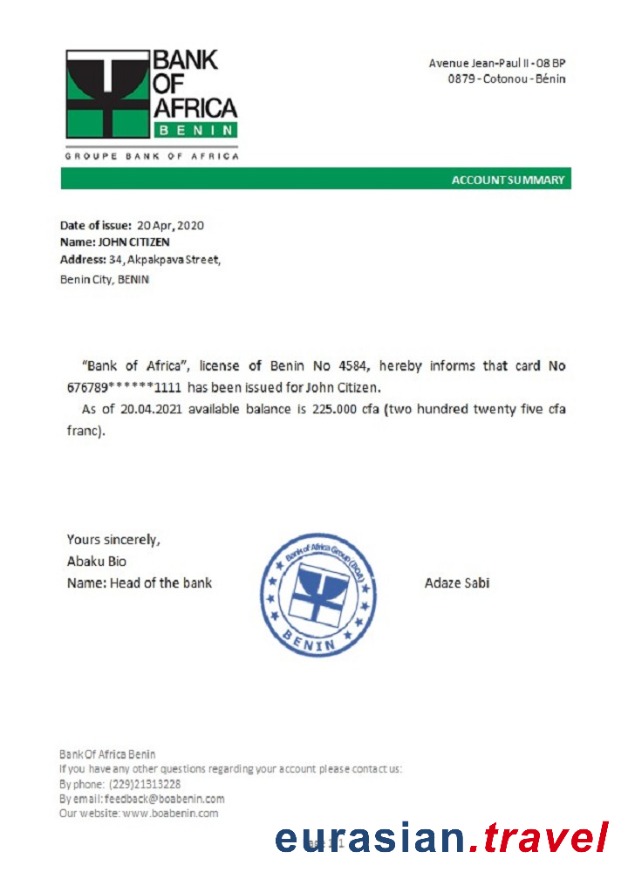 BANK
OF
AFRICA
BENIN
GROUPE BANK OF AFRICA
Avenue Jean-Paul II - 08 BP
0879 - Cotonou - Bénin
ACCOUNT SUMMARY
Date of issue: 20 Apr, 2020
Name: JOHN CITIZEN
Address: 34, Akpakpava Street,
Benin City, BENIN
“Bank of Africa”, license of Benin No 4584, hereby informs that card No
676789******1111 has been issued for John Citizen.
As of 20.04.2021 available balance is 225.000 cfa (two hundred twenty five cfa
franc).
Yours sincerely,
Abaku Bio
Name: Head of the bank
Bank of Africa Group (BOA)
BENIN
Adaze Sabi
Bank Of Africa Benin
If you have any other questions regarding your account please contact us:
By phone: (229)21313228
By email: feedback@boabenin.com
Our website: www.boabenin.com
eurasian.travel